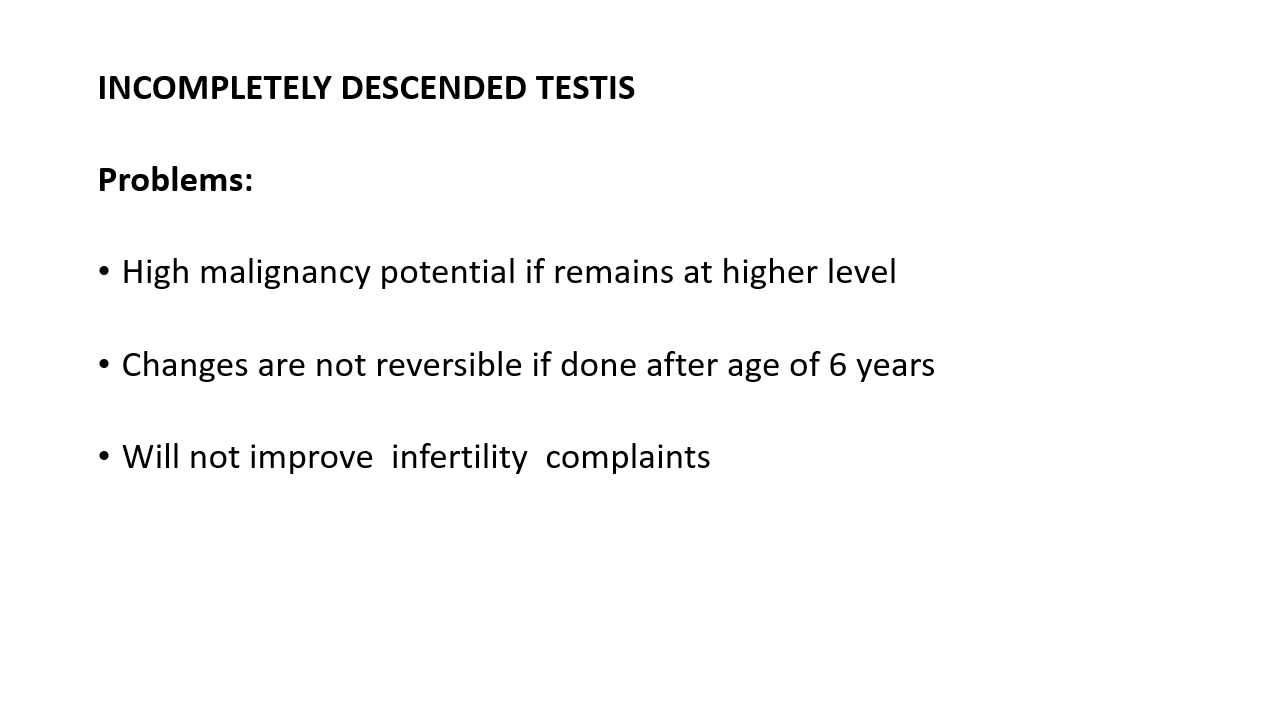 INCOMPLETELY DESCENDED TESTIS
Problems:
• High malignancy potential if remains at higher level
• Changes are not reversible if done after age of 6 years
• Will not improve  infertility  complaints